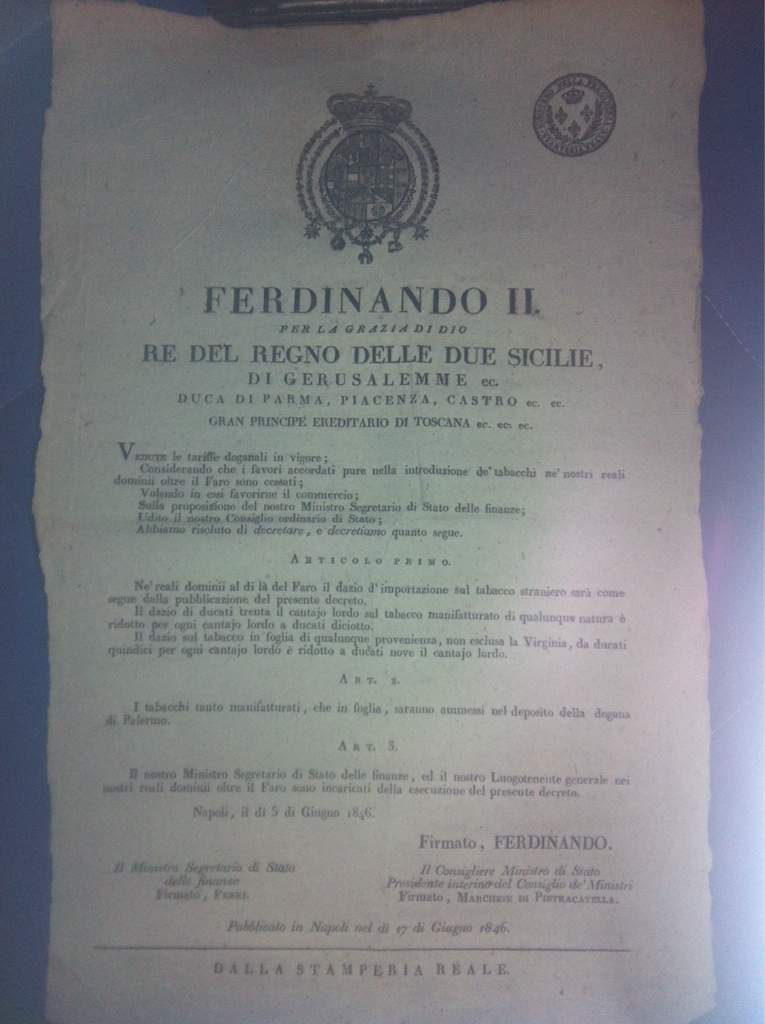 FERDINANDO II.
PER LA GRAZIA DI DIO
RE DEL REGNO DELLE DUE SICILIE,
DI GERUSALEMME ec.
DUCA DI PARMA, PIACENZA, CASTRO ec. ec.
GRAN PRINCIPE EREDITARIO DI TOSCANA ec. ec. ec.
VEDUTE le tariffe doganali in vigore;
Considerando che i favori accordati pure nella introduzione de' tabacchi ne' nostri reali
dominii oltre il Faro sono cessati;
Volendo in essi favorirne il commercio;
Sulla proposizione del nostro Ministro Segretario di Stato delle finanze;
Udito il nostro Consiglio ordinario di Stato;
Abbiamo risoluto di decretare, e decretiamo quanto segue.
ARTICOLO PRIMO.
Ne' reali dominii al di là del Faro il dazio d'importazione sul tabacco straniero sarà come
segue dalla pubblicazione del presente decreto.
Il dazio di ducati trenta il cantajo lordo sul tabacco manifatturato di qualunque natura è
ridotto per ogni cantajo lordo a ducati diciotto.
Il dazio sul tabacco in foglia di qualunque provenienza, non esclusa la Virginia, da ducati
quindici per ogni cantajo lordo è ridotto a ducati nove il cantajo lordo.
ART. 2.
I tabacchi tanto manifatturati, che in foglia, saranno ammessi nel deposito della dogana
di Palermo.
ART. 3.
Il nostro Ministro Segretario di Stato delle finanze, ed il nostro Luogotenente generale nei
nostri reali dominii oltre il Faro sono incaricati della esecuzione del presente decreto.
Napoli, il dì 5 di Giugno 1846.
Firmato, FERDINANDO.
Il Ministro Segretario di Stato
delle finanze
Firmato, FERRI.
Il Consigliere Ministro di Stato
Presidente interino del Consiglio de' Ministri
Firmato, MARCHESE DI PIETRACATELLA.
Pubblicato in Napoli nel dì 17 di Giugno 1846.
DALLA STAMPERIA REALE.